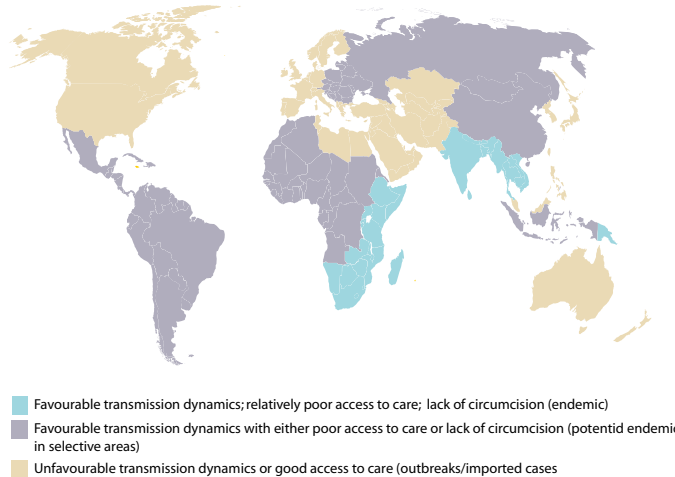 Favourable transmission dynamics; relatively poor access to care; lack of circumcision (endemic)
Favourable transmission dynamics with either poor access to care or lack of circumcision (potentid endemic
in selective areas)
Unfavourable transmission dynamics or good access to care (outbreaks/imported cases